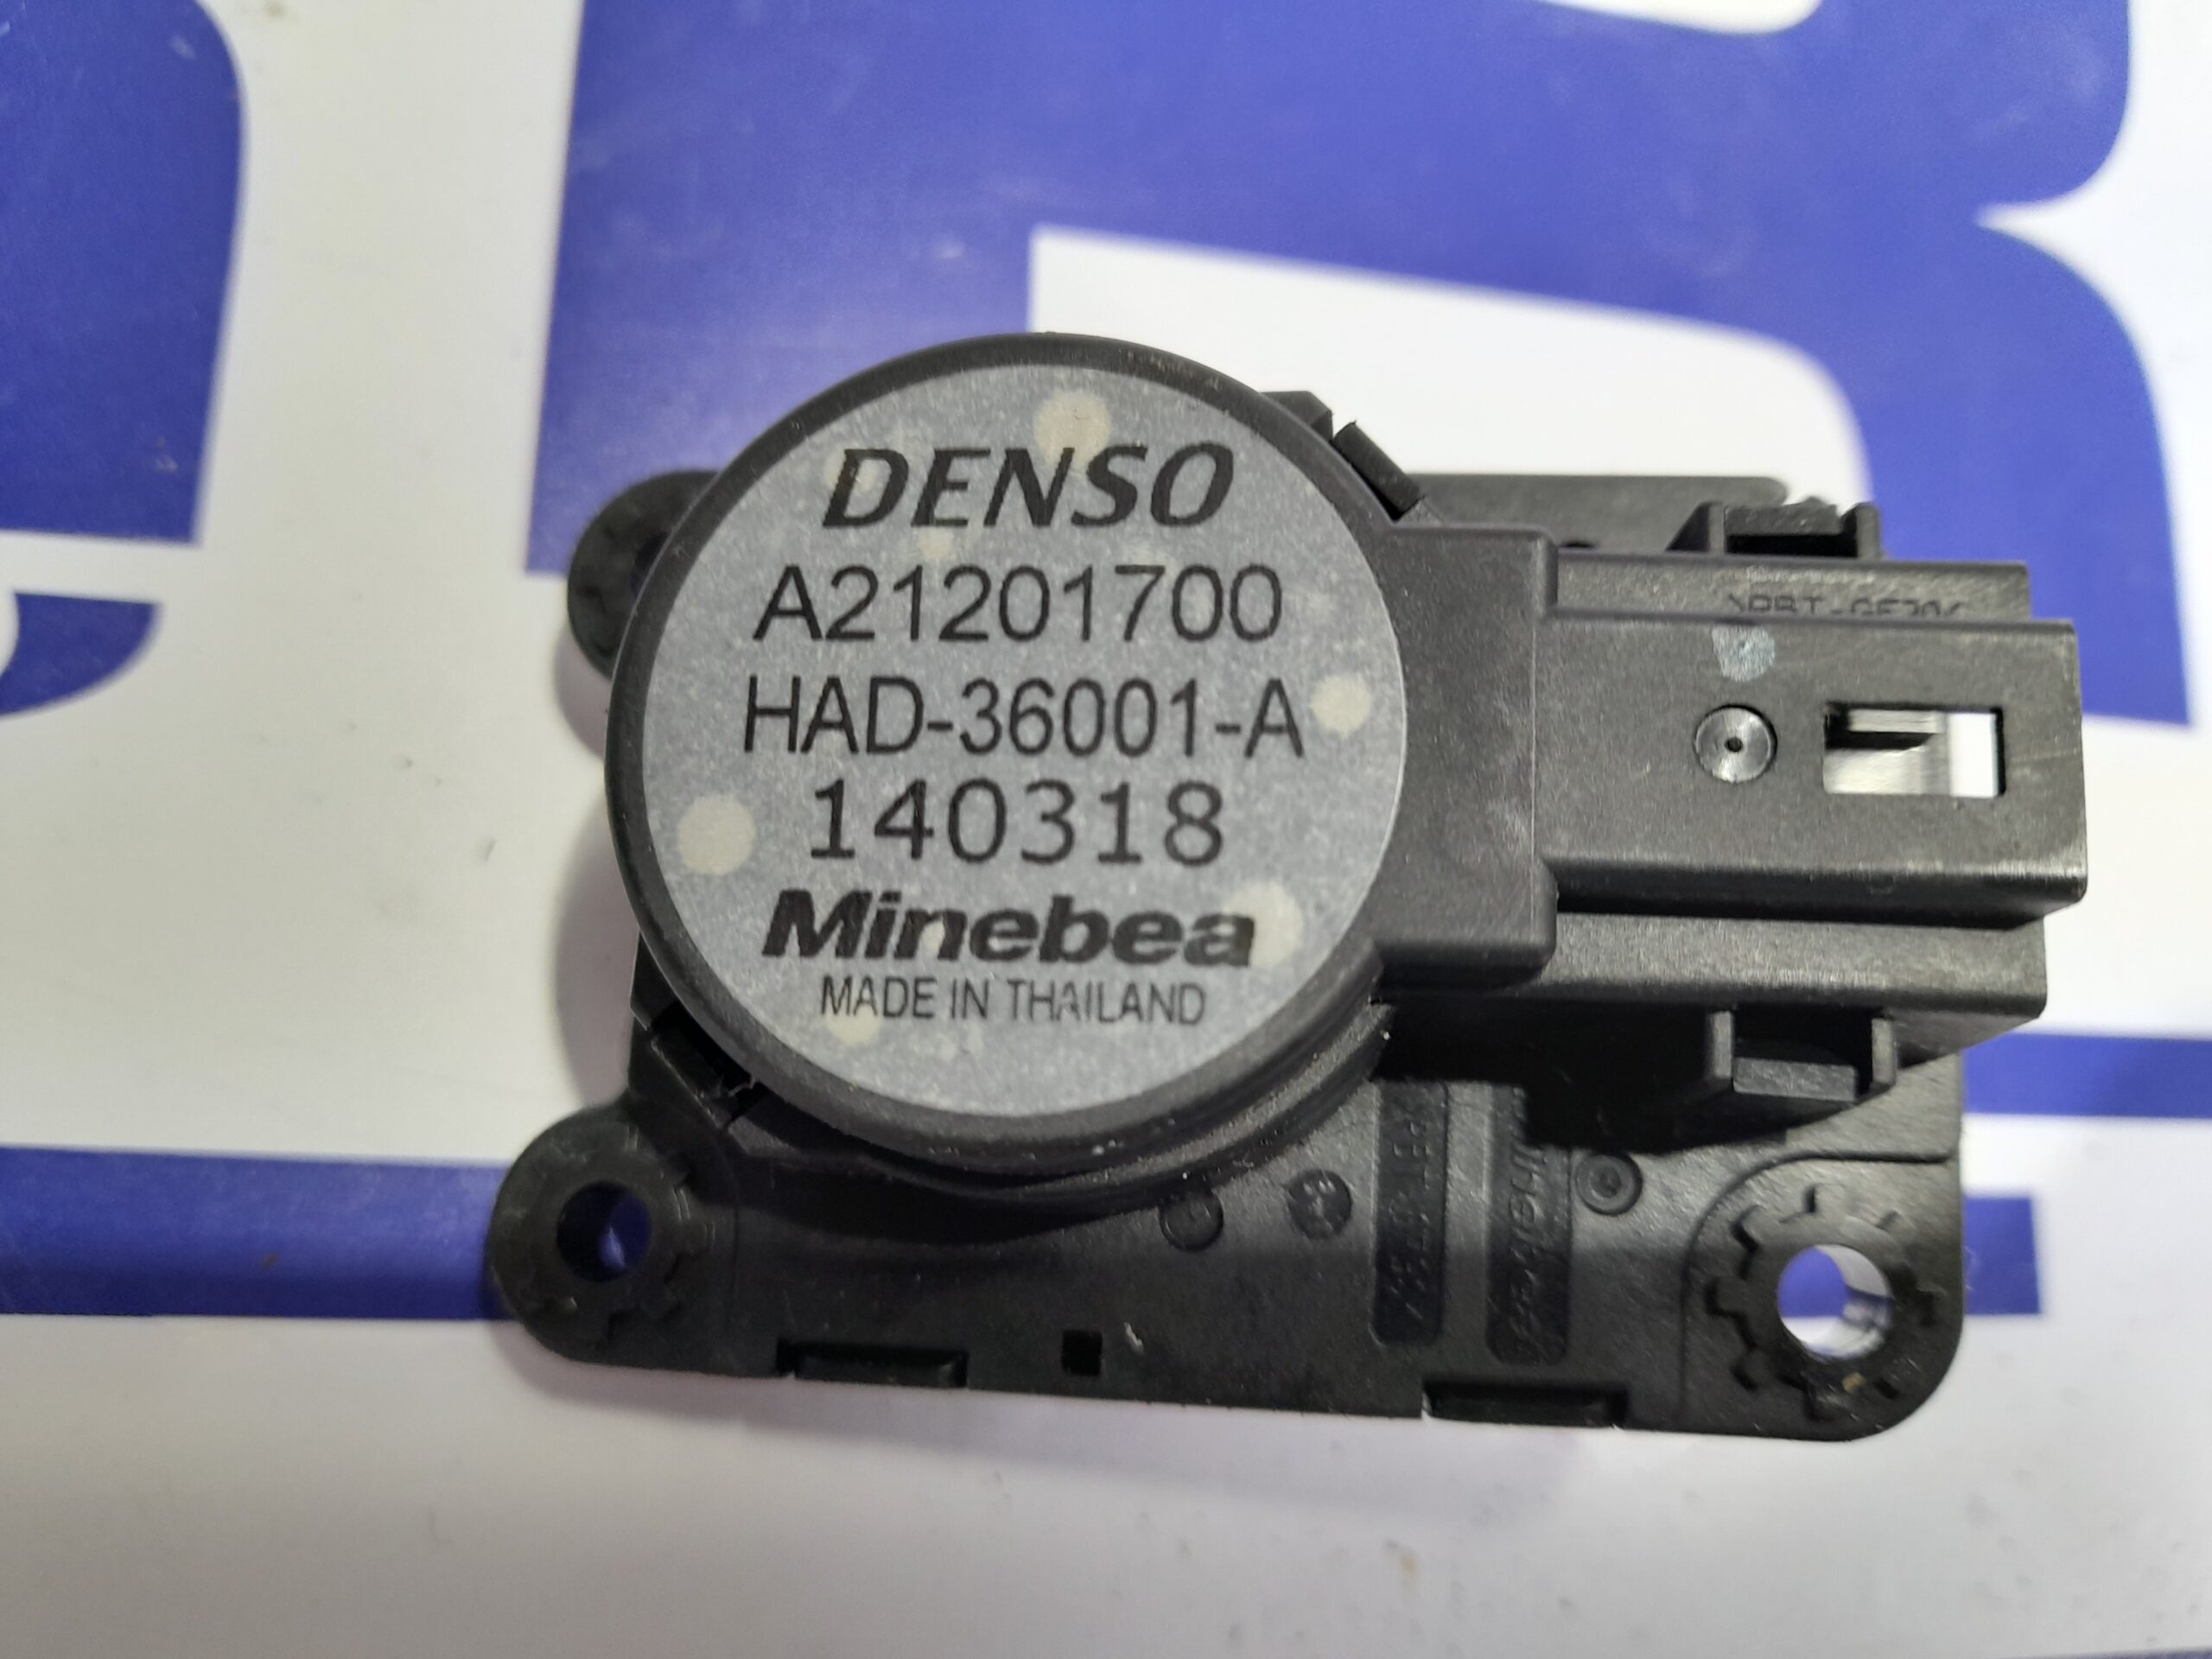 DENSO
A21201700
HAD-36001-A
140318
Minebea
MADE IN THAILAND